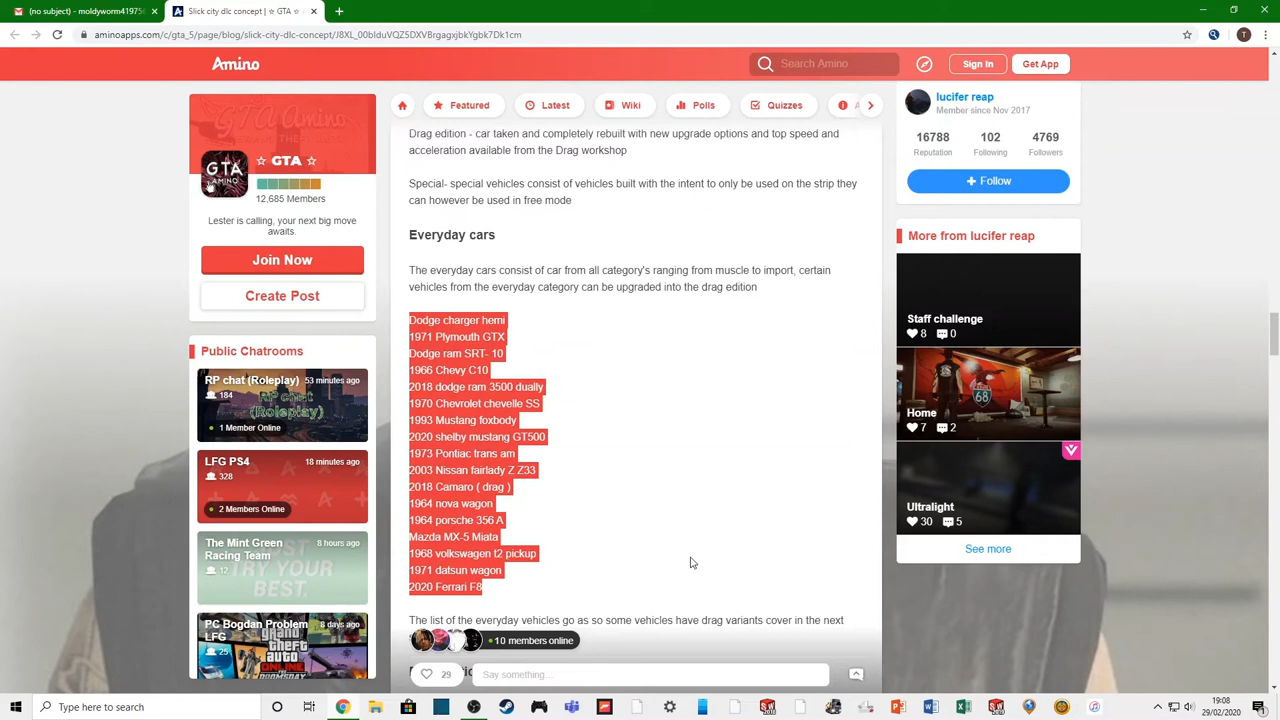 (no subject) - moldyworm41975
Slick city dlc concept | ☆ GTA ☆
aminoapps.com/c/gta_5/page/blog/slick-city-dlc-concept/J8XL_00bIduVQZ5DXVBrgagxjbkYgbk7Dk1cm
T
Amino
Search Amino
Sign In
Get App
Featured
Latest
Wiki
Polls
Quizzes
GTA
AMINO
☆ GTA ☆
12,685 Members
Lester is calling, your next big move
awaits.
Join Now
Create Post
Public Chatrooms
RP chat (Roleplay)
53 minutes ago
184
RP chat
(Roleplay)
1 Member Online
LFG PS4
18 minutes ago
328
2 Members Online
The Mint Green
Racing Team
8 hours ago
12
TRY YOUR
BEST.
PC Bogdan Problem
LFG
8 days ago
25
Drag edition - car taken and completely rebuilt with new upgrade options and top speed and
acceleration available from the Drag workshop
Special- special vehicles consist of vehicles built with the intent to only be used on the strip they
can however be used in free mode
Everyday cars
The everyday cars consist of car from all category's ranging from muscle to import, certain
vehicles from the everyday category can be upgraded into the drag edition
Dodge charger hemi
1971 Plymouth GTX
Dodge ram SRT- 10
1966 Chevy C10
2018 dodge ram 3500 dually
1970 Chevrolet chevelle SS
1993 Mustang foxbody
2020 shelby mustang GT500
1973 Pontiac trans am
2003 Nissan fairlady Z Z33
2018 Camaro ( drag )
1964 nova wagon
1964 porsche 356 A
Mazda MX-5 Miata
1968 volkswagen t2 pickup
1971 datsun wagon
2020 Ferrari F8
The list of the everyday vehicles go as so some vehicles have drag variants cover in the next
10 members online
29
Say something...
lucifer reap
Member since Nov 2017
16788
102
4769
Reputation
Following
Followers
+ Follow
More from lucifer reap
Staff challenge
8
0
Home
7
2
68
Ultralight
30
5
See more
Type here to search
19:08
29/02/2020